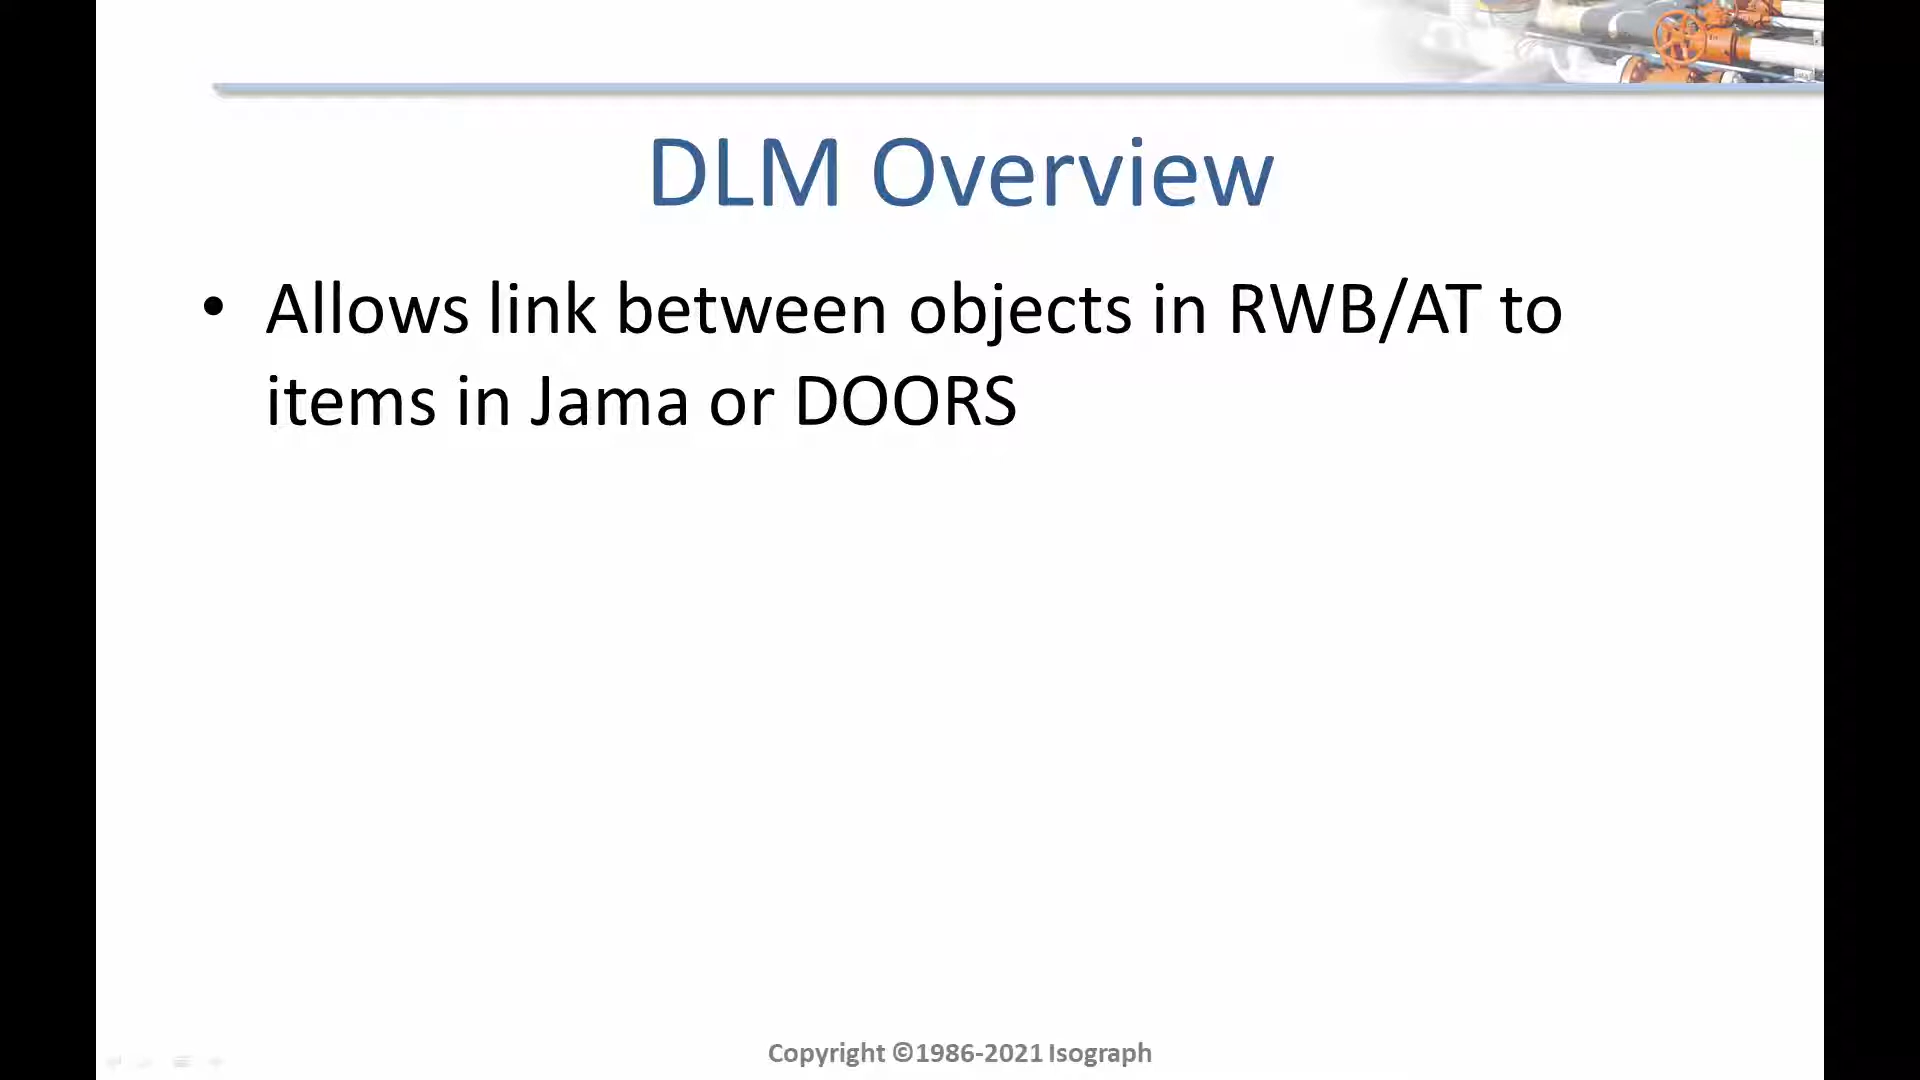 DLM Overview
• Allows link between objects in RWB/AT to
items in Jama or DOORS
Copyright ©1986-2021 Isograph